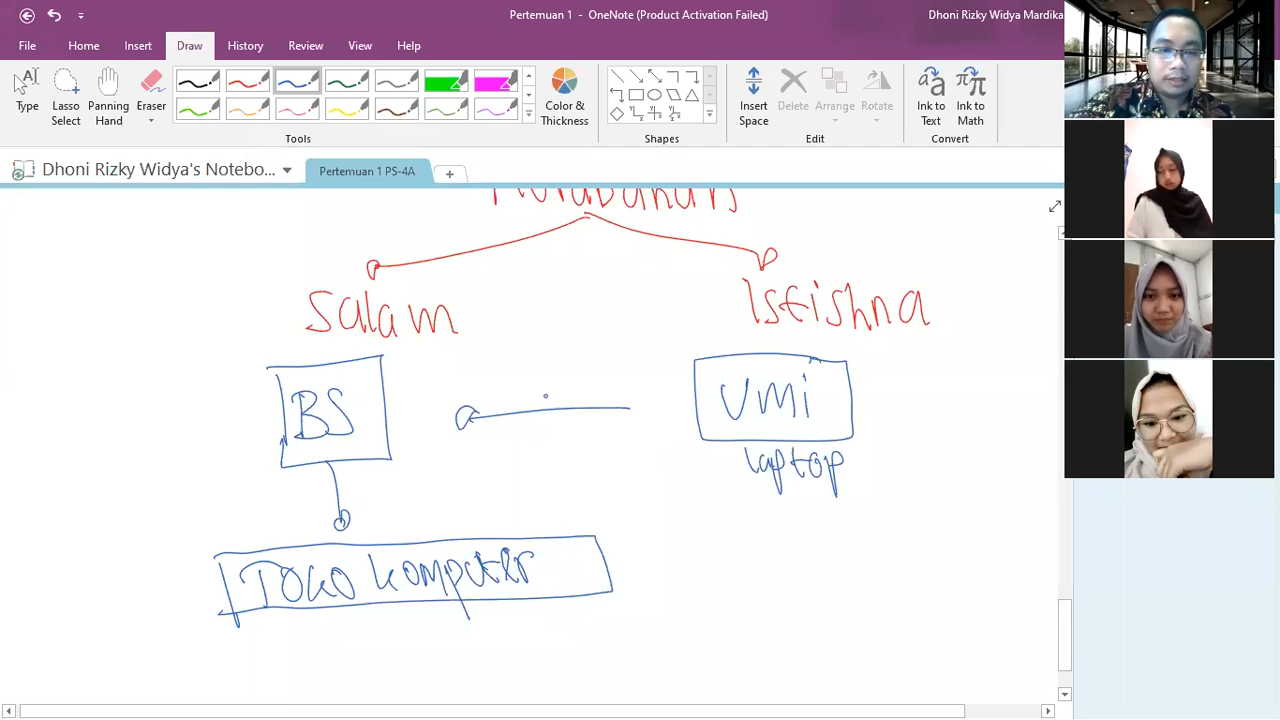 Pertemuan 1 - OneNote (Product Activation Failed)
Dhoni Rizky Widya Mardika
File Home Insert Draw History Review View Help
Type
Lasso Select
Panning Hand
Eraser
Color & Thickness
Insert Space
Delete
Arrange
Rotate
Ink to Text
Ink to Math
Tools
Shapes
Edit
Convert
Dhoni Rizky Widya's Notebo...
Pertemuan 1 PS-4A
Salam
Istishna
BS
UMi
laptop
Toko komputer